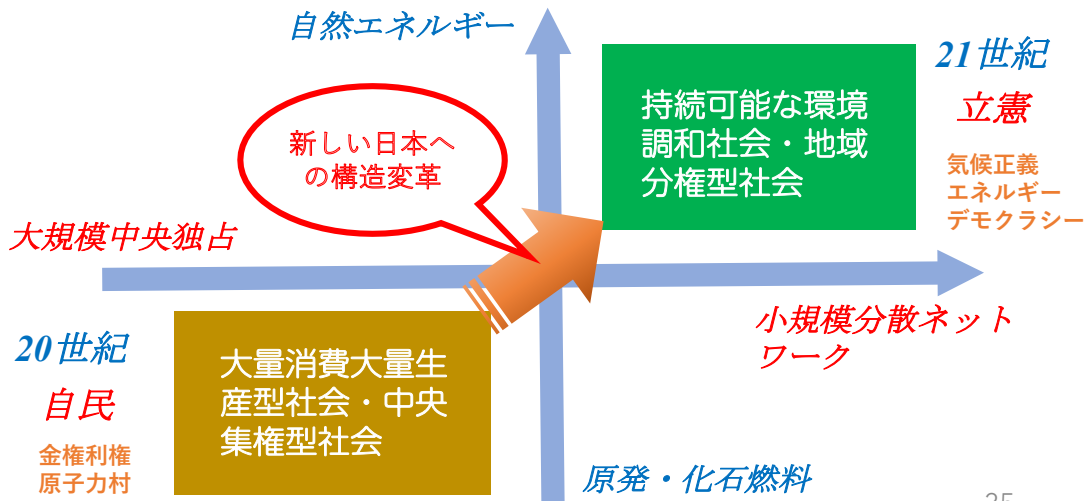 自然エネルギー
21世紀
立憲
持続可能な環境
調和社会・地域
分権型社会
新しい日本へ
の構造変革
気候正義
エネルギー
デモクラシー
大規模中央独占
小規模分散ネット
ワーク
20世紀
自民
大量消費大量生
産型社会・中央
集権型社会
金権利権
原子力村
原発・化石燃料